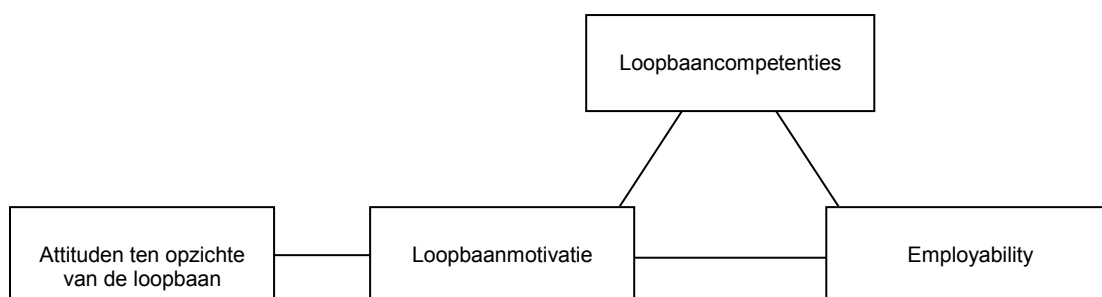 Loopbaancompetenties
Attituden ten opzichte
van de loopbaan
Loopbaanmotivatie
Employability